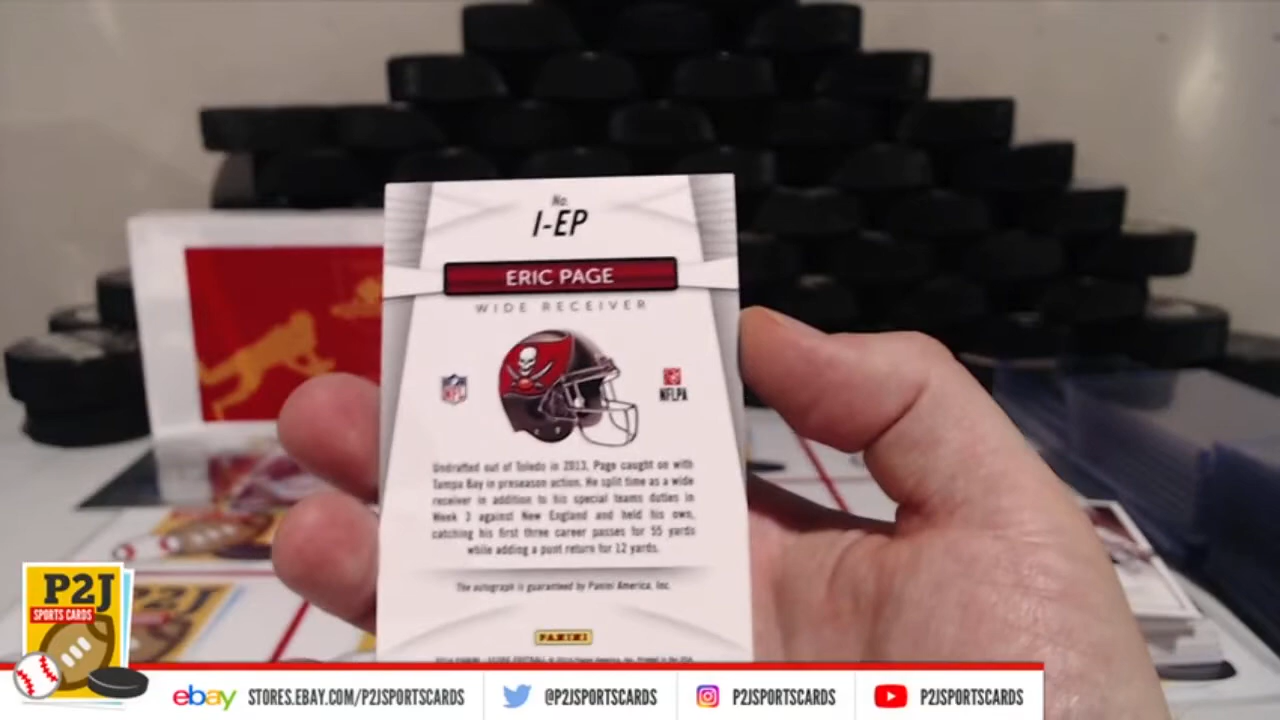 No.
I-EP
ERIC PAGE
WIDE RECEIVER
NFL
NFLPA
Undrafted out of Toledo in 2013, Page caught on with
Tampa Bay in preseason action. He split time as a wide
receiver in addition to his special teams duties in
Week 3 against New England and held his own,
catching his first three career passes for 55 yards
while adding a punt return for 12 yards.
The autograph is guaranteed by Panini America, Inc.
PANINI
P2J
SPORTS CARDS
ebay STORES.EBAY.COM/P2JSPORTSCARDS @P2JSPORTSCARDS P2JSPORTSCARDS P2JSPORTSCARDS